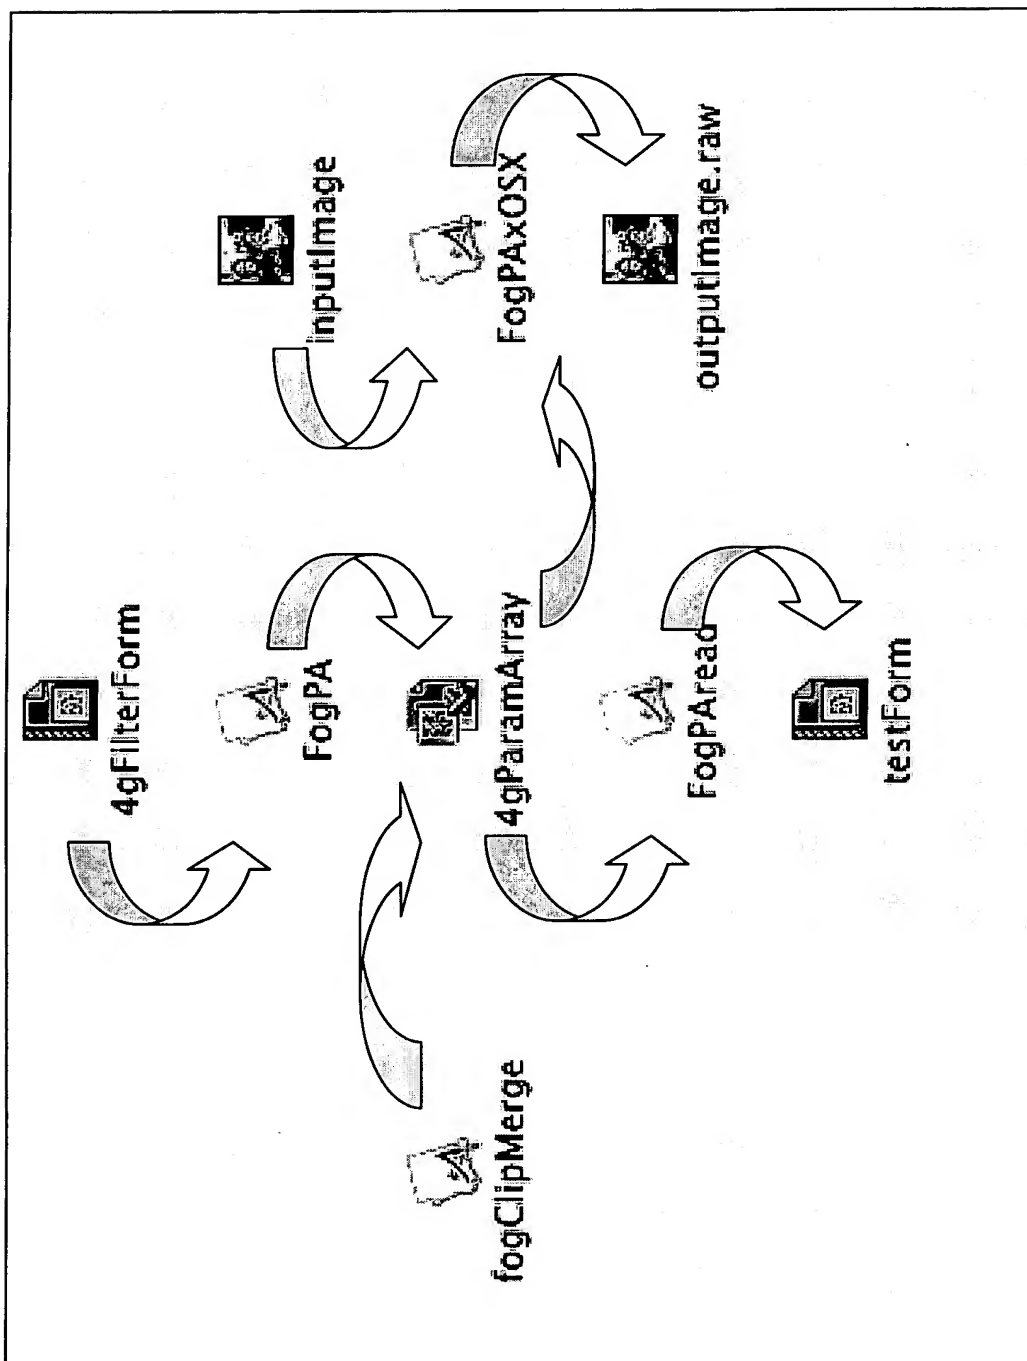 4gFilterForm
FogPA
inputImage
fogClipMerge
4gParamArray
FogPAxOSX
FogPAread
outputImage.raw
testForm